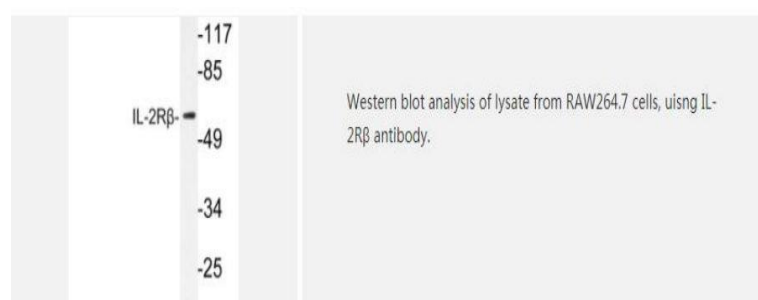 -117
-85
IL-2Rβ-
-49
-34
-25
Western blot analysis of lysate from RAW264.7 cells, uisng IL-
2Rβ antibody.